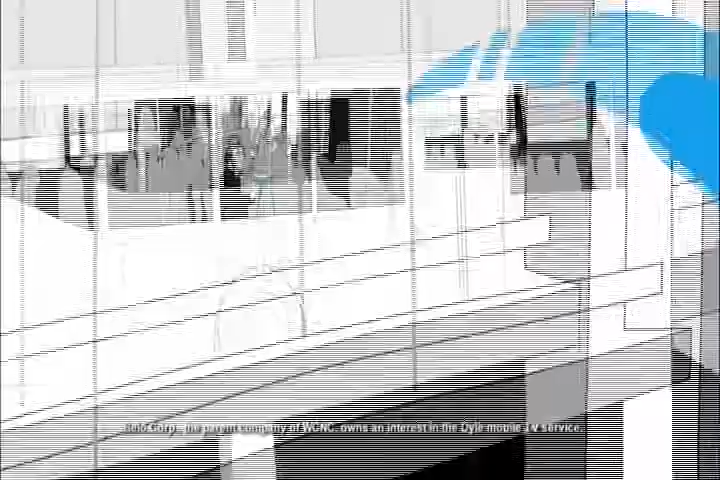 Belo Corp., the parent company of WCNC, owns an interest in the Dyle mobile TV service.